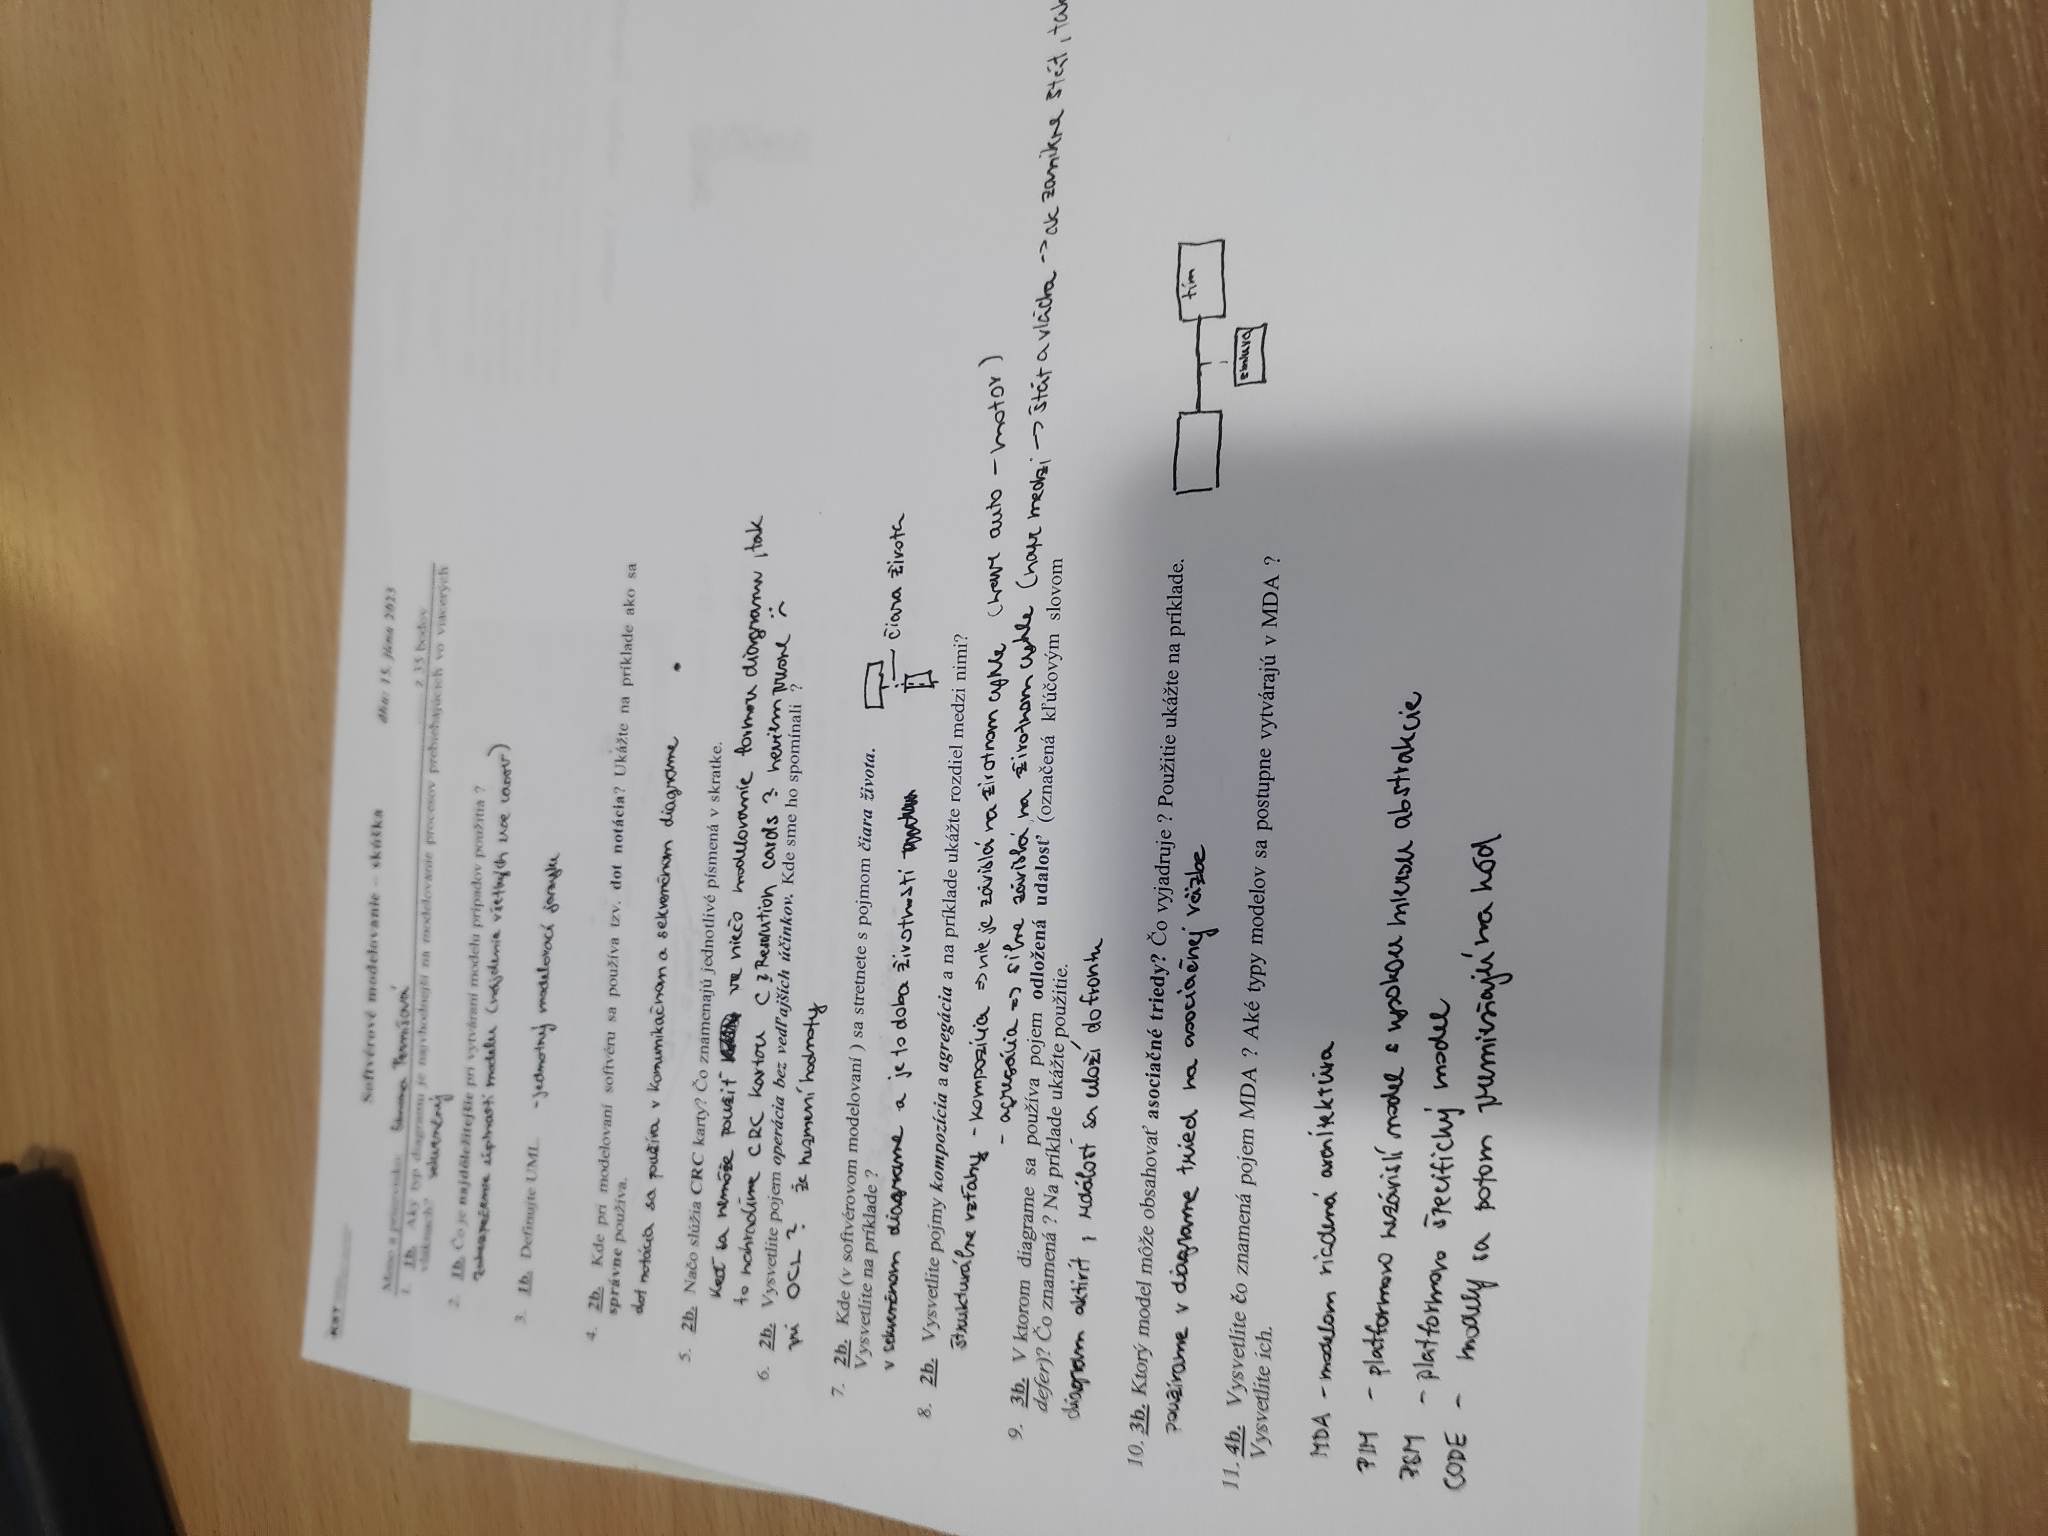 KST
Softvérové modelovanie – skúška dňa: 15. júna 2023
Meno a priezvisko: z 35 bodov
1. 1b. Aký typ diagramu je najvhodnejší na modelovanie procesov prebiehajúcich vo viacerých
vláknach? sekvenčný
2. 1b. Čo je najdôležitejšie pri vytváraní modelu prípadov použitia ?
zabezpečenie úplnosti modelu (nájdenie všetkých use casov)
3. 1b. Definujte UML. -jednotný modelovací jazyk
4. 2b. Kde pri modelovaní softvéru sa používa tzv. dot notácia? Ukážte na príklade ako sa
správne používa.
dot notácia sa používa v komunikačnom a sekvenčnom diagrame
5. 2b. Načo slúžia CRC karty? Čo znamenajú jednotlivé písmená v skratke.
Keď sa nemôže použiť na niečo modelovanie formou diagramu, tak
to nahradíme CRC kartou C ? Resolution cards ? neviem presne
6. 2b. Vysvetlite pojem operácia bez vedľajších účinkov. Kde sme ho spomínali ?
pri OCL ? že nezmení hodnoty
7. 2b. Kde (v softvérovom modelovaní ) sa stretnete s pojmom čiara života.
Vysvetlite na príklade ?
v sekvenčnom diagrame a je to doba životnosti
čiara života
8. 2b. Vysvetlite pojmy kompozícia a agregácia a na príklade ukážte rozdiel medzi nimi?
štrukturálne vzťahy - kompozícia => nie je závislá na životnom cykle (napr auto - motor)
- agregácia => silne závislá na životnom cykle (napr medzi -> štát a vláda -> ak zanikne štát, tak
9. 3b. V ktorom diagrame sa používa pojem odložená udalosť (označená kľúčovým slovom
defer)? Čo znamená ? Na príklade ukážte použitie.
diagram aktivít, udalosť sa uloží do frontu
10. 3b. Ktorý model môže obsahovať asociačné triedy? Čo vyjadruje ? Použitie ukážte na príklade.
používame v diagrame tried na asociačnej väzbe
tím
zmluva
11. 4b. Vysvetlite čo znamená pojem MDA ? Aké typy modelov sa postupne vytvárajú v MDA ?
Vysvetlite ich.
MDA - modelom riadená architektúra
PIM - platformovo nezávislí model s vysokou mierou abstrakcie
PSM - platformovo špecifický model
CODE - modely sa potom premieňajú na kód